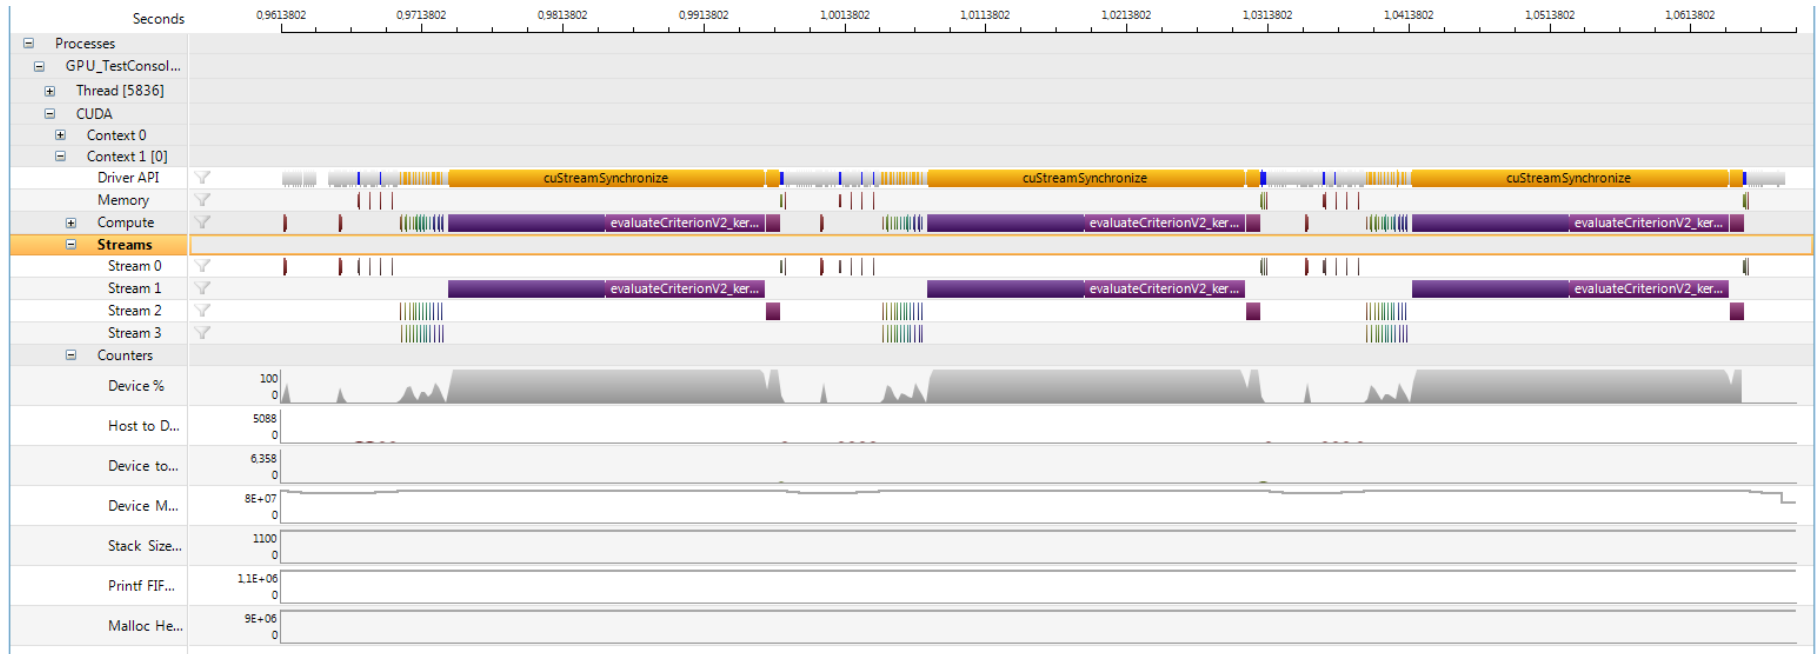 Seconds 0,9613802 0,9713802 0,9813802 0,9913802 1,0013802 1,0113802 1,0213802 1,0313802 1,0413802 1,0513802 1,0613802
Processes
GPU_TestConsol...
Thread [5836]
CUDA
Context 0
Context 1 [0]
Driver API cuStreamSynchronize cuStreamSynchronize cuStreamSynchronize
Memory
Compute evaluateCriterionV2_ker... evaluateCriterionV2_ker... evaluateCriterionV2_ker...
Streams
Stream 0
Stream 1 evaluateCriterionV2_ker... evaluateCriterionV2_ker... evaluateCriterionV2_ker...
Stream 2
Stream 3
Counters
Device % 100
0
Host to D... 5088
0
Device to... 6,358
0
Device M... 8E+07
0
Stack Size... 1100
0
Printf FIF... 1,1E+06
0
Malloc He... 9E+06
0